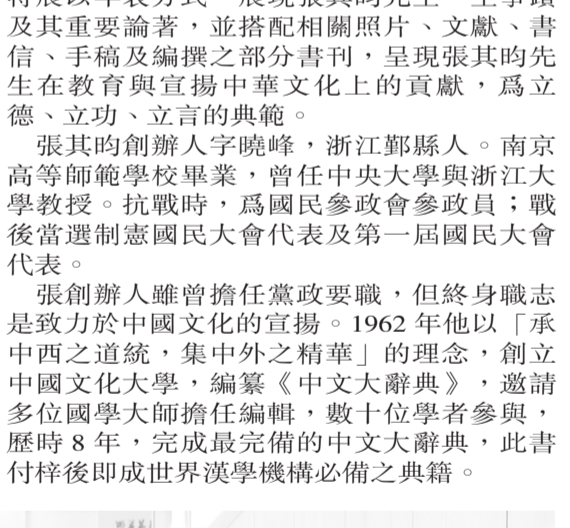 及其重要論著，並搭配相關照片、文獻、書
信、手稿及編撰之部分書刊，呈現張其昀先
生在教育與宣揚中華文化上的貢獻，爲立
德、立功、立言的典範。
張其昀創辦人字曉峰，浙江鄞縣人。南京
高等師範學校畢業，曾任中央大學與浙江大
學教授。抗戰時，爲國民參政會參政員；戰
後當選制憲國民大會代表及第一屆國民大會
代表。
張創辦人雖曾擔任黨政要職，但終身職志
是致力於中國文化的宣揚。1962 年他以「承
中西之道統，集中外之精華」的理念，創立
中國文化大學，編纂《中文大辭典》，邀請
多位國學大師擔任編輯，數十位學者參與，
歷時 8 年，完成最完備的中文大辭典，此書
付梓後即成世界漢學機構必備之典籍。